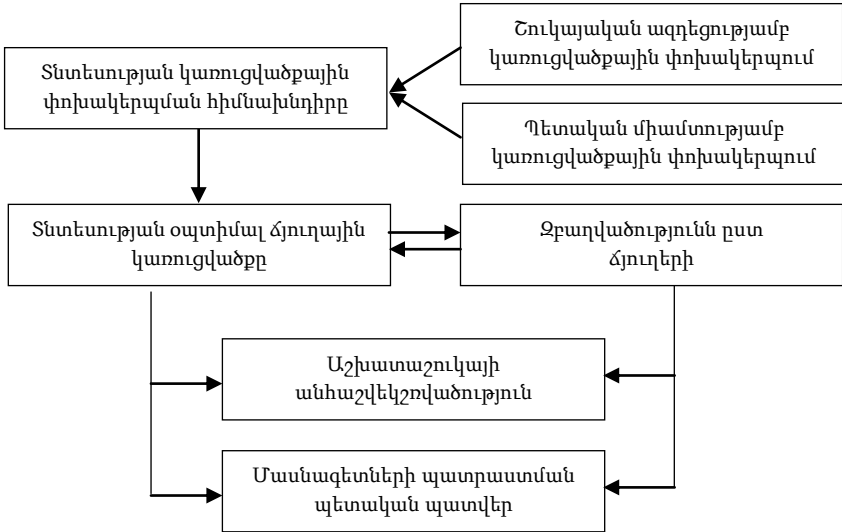 Շուկայական ազդեցությամբ
կառուցվածքային փոխակերպում
Տնտեսության կառուցվածքային
փոխակերպման հիմնախնդիրը
Պետական միամտությամբ
կառուցվածքային փոխակերպում
Տնտեսության օպտիմալ ճյուղային
կառուցվածքը
Զբաղվածությունն ըստ
ճյուղերի
Աշխատաշուկայի
անհաշվեկշռվածություն
Մասնագետների պատրաստման
պետական պատվեր